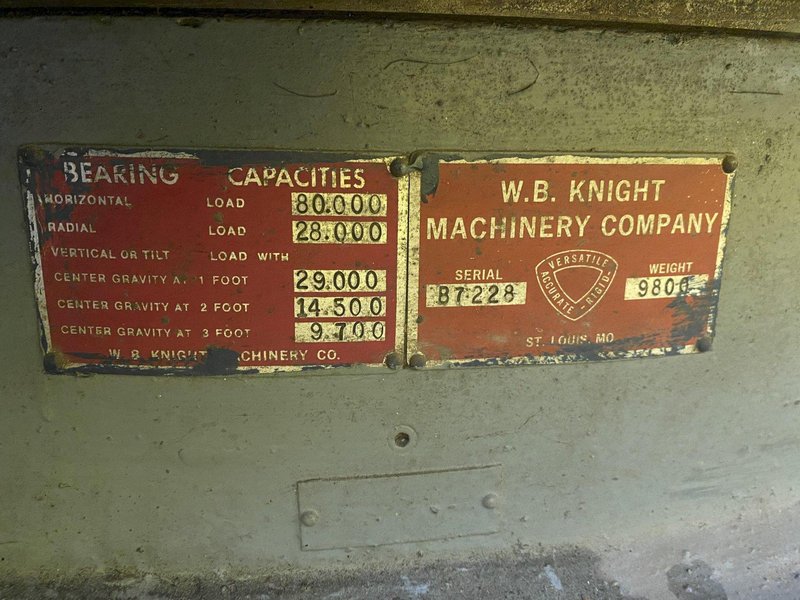 BEARING CAPACITIES
HORIZONTAL LOAD 80.000
RADIAL LOAD 28.000
VERTICAL OR TILT LOAD WITH
CENTER GRAVITY AT 1 FOOT 29.000
CENTER GRAVITY AT 2 FOOT 14.500
CENTER GRAVITY AT 3 FOOT 9.700
W. B. KNIGHT MACHINERY CO.
W.B. KNIGHT
MACHINERY COMPANY
SERIAL
B7228
VERSATILE
ACCURATE - RIGID
WEIGHT
9800
ST. LOUIS, MO